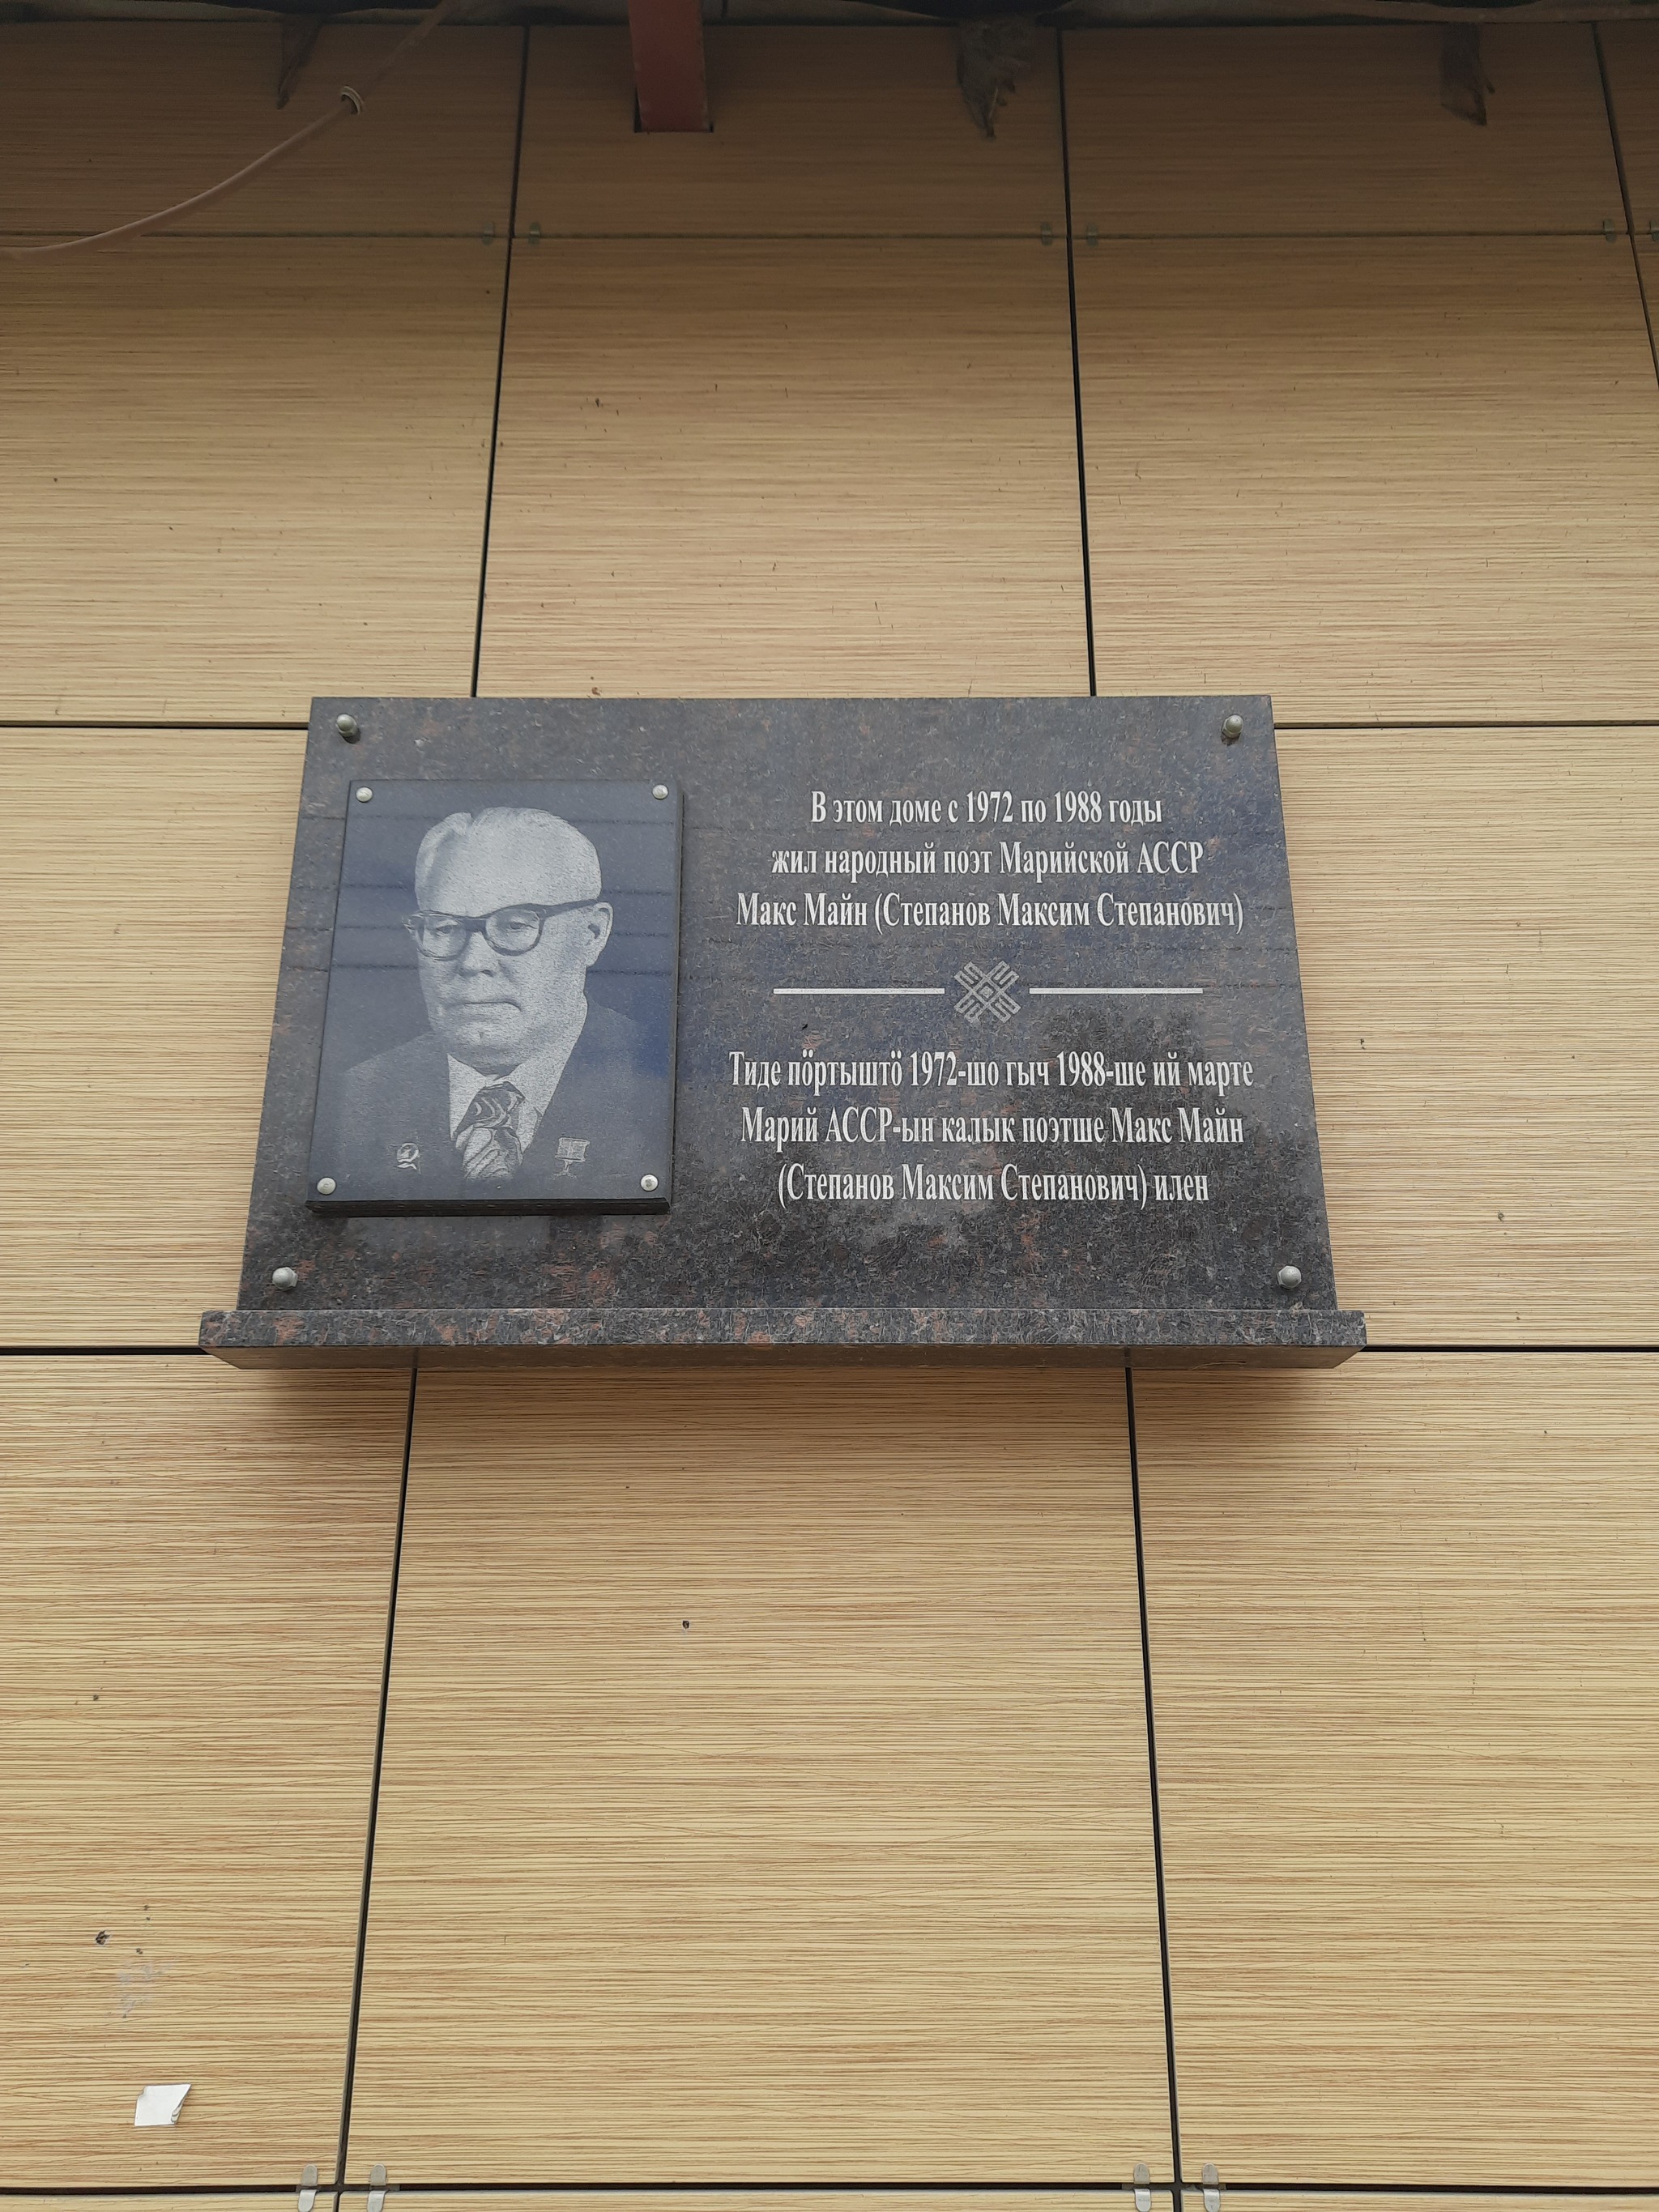 В этом доме с 1972 по 1988 годы
жил народный поэт Марийской АССР
Макс Майн (Степанов Максим Степанович)
Тиде пӧртыштӧ 1972-шо гыч 1988-ше ий марте
Марий АССР-ын калык поэтше Макс Майн
(Степанов Максим Степанович) илен